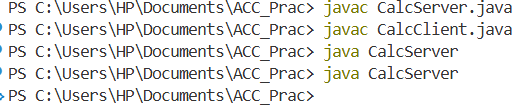 PS C:\Users\HP\Documents\ACC_Prac> javac CalcServer.java
PS C:\Users\HP\Documents\ACC_Prac> javac CalcClient.java
PS C:\Users\HP\Documents\ACC_Prac> java CalcServer
PS C:\Users\HP\Documents\ACC_Prac> java CalcServer
PS C:\Users\HP\Documents\ACC_Prac>